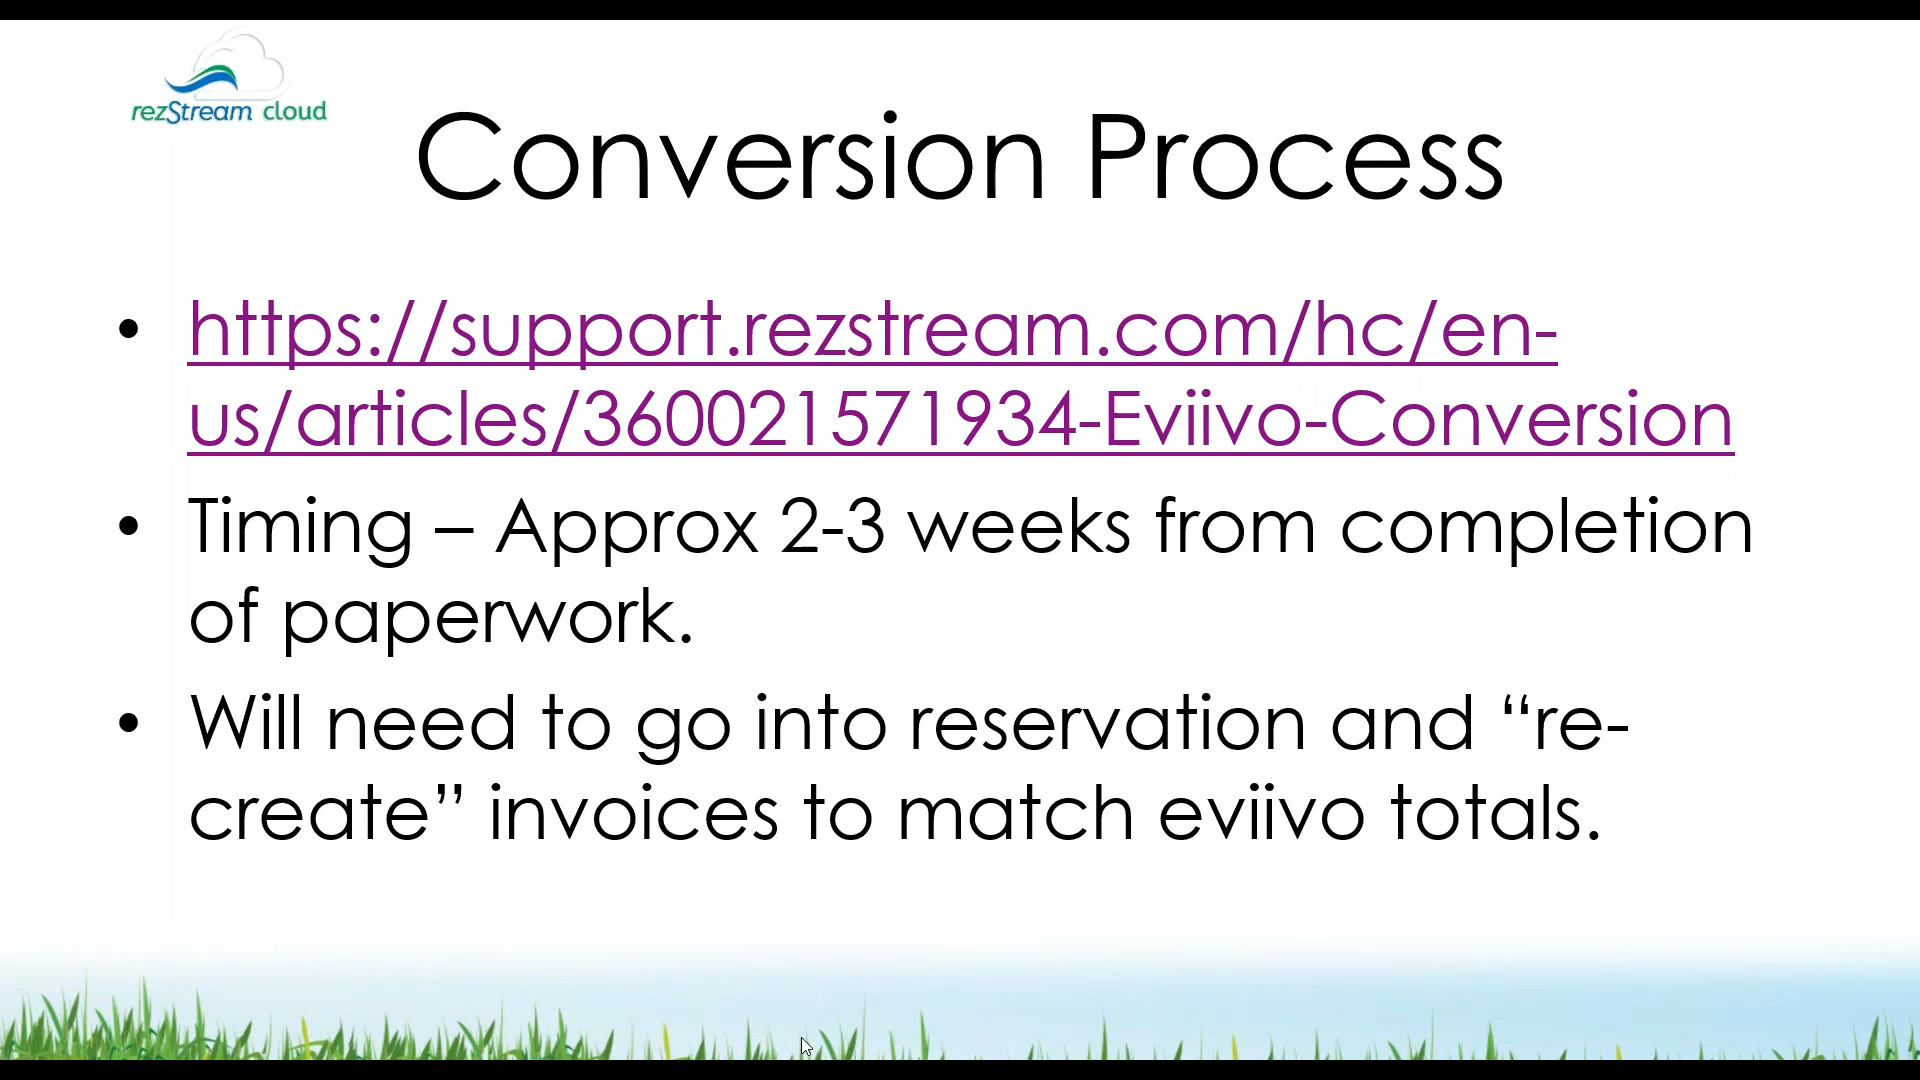 rezStream cloud
Conversion Process
• https://support.rezstream.com/hc/en-
us/articles/360021571934-Eviivo-Conversion
• Timing – Approx 2-3 weeks from completion
of paperwork.
• Will need to go into reservation and “re-
create” invoices to match eviivo totals.